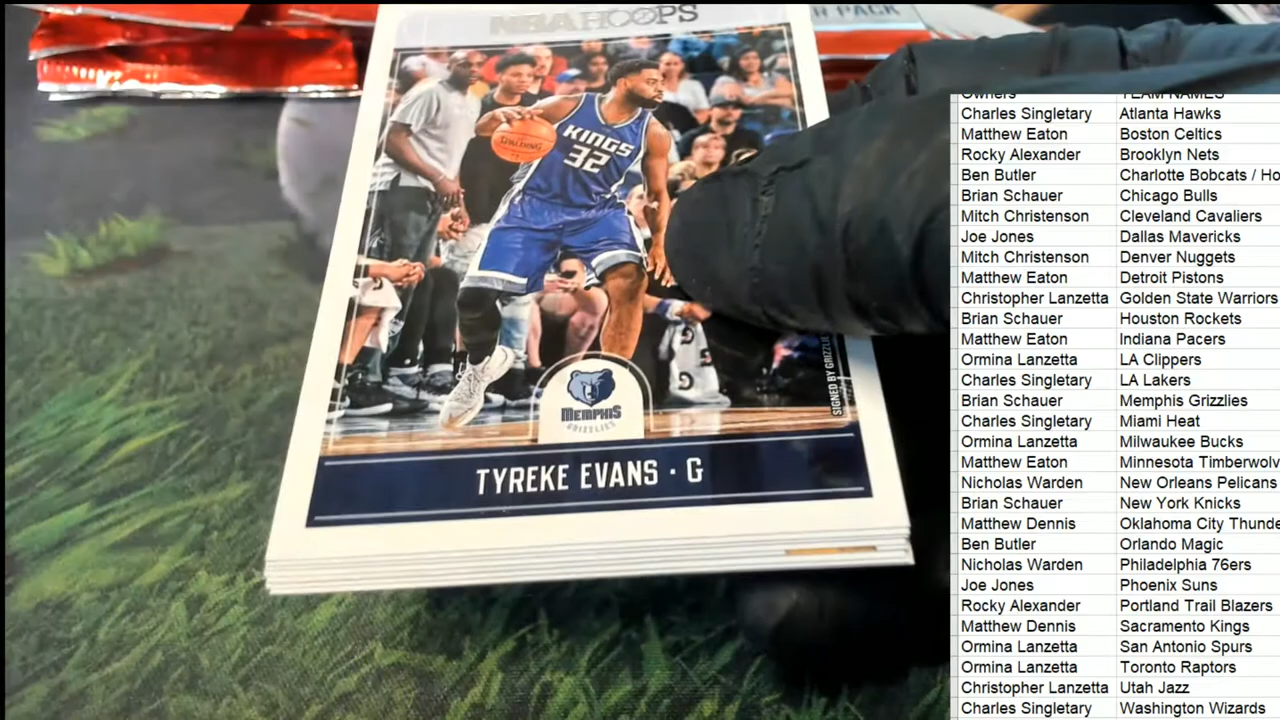 NBA HOOPS
R PACK
KINGS
32
SPALDING
SIGNED BY GRIZZLIE
MEMPHIS
GRIZZLIES
TYREKE EVANS · G
Owners TEAM NAMES
Charles Singletary Atlanta Hawks
Matthew Eaton Boston Celtics
Rocky Alexander Brooklyn Nets
Ben Butler Charlotte Bobcats / Ho
Brian Schauer Chicago Bulls
Mitch Christenson Cleveland Cavaliers
Joe Jones Dallas Mavericks
Mitch Christenson Denver Nuggets
Matthew Eaton Detroit Pistons
Christopher Lanzetta Golden State Warriors
Brian Schauer Houston Rockets
Matthew Eaton Indiana Pacers
Ormina Lanzetta LA Clippers
Charles Singletary LA Lakers
Brian Schauer Memphis Grizzlies
Charles Singletary Miami Heat
Ormina Lanzetta Milwaukee Bucks
Matthew Eaton Minnesota Timberwolv
Nicholas Warden New Orleans Pelicans
Brian Schauer New York Knicks
Matthew Dennis Oklahoma City Thunde
Ben Butler Orlando Magic
Nicholas Warden Philadelphia 76ers
Joe Jones Phoenix Suns
Rocky Alexander Portland Trail Blazers
Matthew Dennis Sacramento Kings
Ormina Lanzetta San Antonio Spurs
Ormina Lanzetta Toronto Raptors
Christopher Lanzetta Utah Jazz
Charles Singletary Washington Wizards